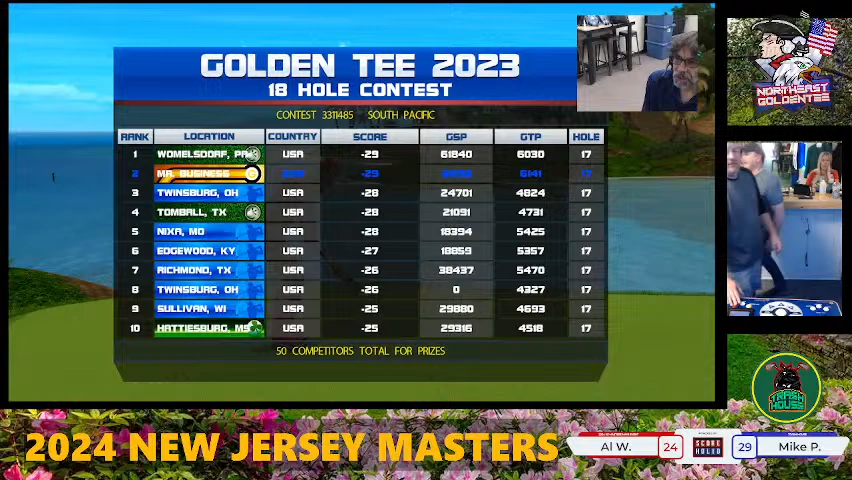 GOLDEN TEE 2023
18 HOLE CONTEST
CONTEST 3311485 SOUTH PACIFIC
RANK LOCATION COUNTRY SCORE GSP GTP HOLE
1 WOMELSDORF, PA USA -29 61840 6030 17
2 MR. BUSINESS -29 6141 17
3 TWINSBURG, OH USA -28 24701 4824 17
4 TOMBALL, TX USA -28 21091 4731 17
5 NIXA, MO USA -28 18394 5425 17
6 EDGEWOOD, KY USA -27 18859 5357 17
7 RICHMOND, TX USA -26 38437 5470 17
8 TWINSBURG, OH USA -26 0 4327 17
9 SULLIVAN, WI USA -25 29880 4693 17
10 HATTIESBURG, MS USA -25 29316 4518 17
50 COMPETITORS TOTAL FOR PRIZES
NORTHEAST
GOLDENTEE
TRASH
HOUSE
2024 NEW JERSEY MASTERS
Al W. 24
SCORE
HOLED
29 Mike P.